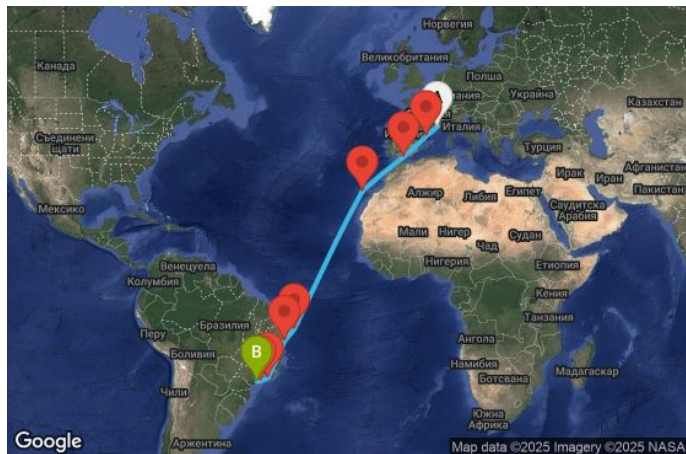 Норвегия
Канада
Великобритания
Полша
Украйна
Казахстан
Италия
Съединени
щати
Турция
Ирак
Иран
Афганистан
Пакистан
Алжир
Либия
Египет
Саудитска
Арабия
Мексико
Мали
Нигер
Чад
Судан
Венецуела
Нигерия
Етиопия
Колумбия
Кения
Перу
Бразилия
Танзания
Боливия
B
Ангола
Намибия
Ботсвана
Мадагаскар
Чили
Южна
Африка
Аржентина
Google
Map data ©2025 Imagery ©2025 NASA